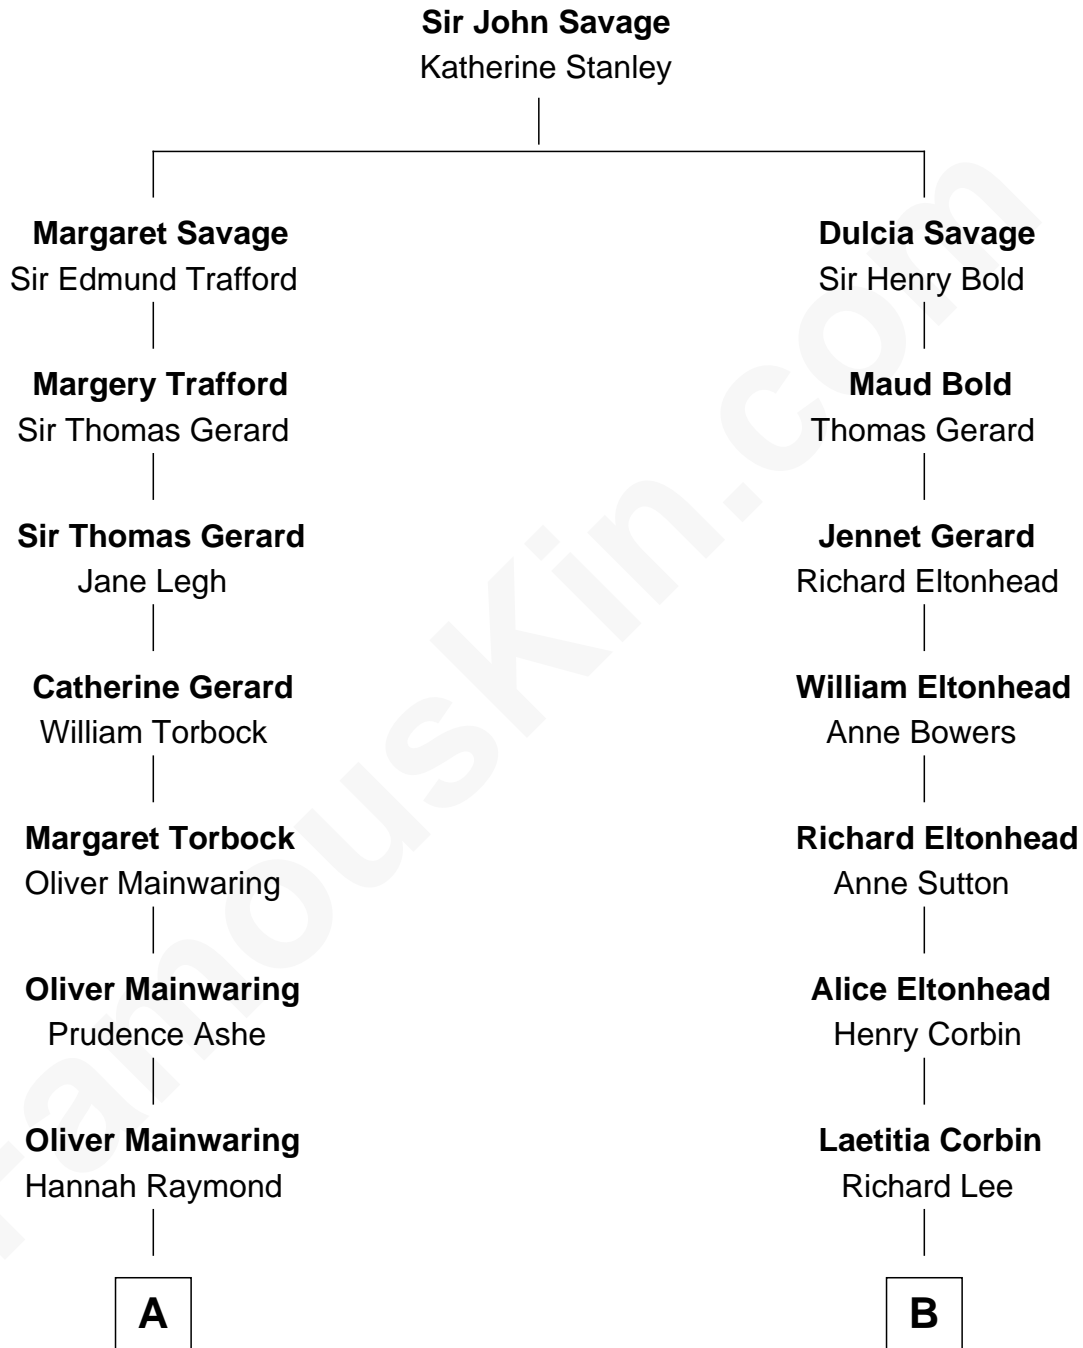 Sir John Savage
Katherine Stanley
Margaret Savage
Sir Edmund Trafford
Dulcia Savage
Sir Henry Bold
Margery Trafford
Sir Thomas Gerard
Maud Bold
Thomas Gerard
Sir Thomas Gerard
Jane Legh
Jennet Gerard
Richard Eltonhead
Catherine Gerard
William Torbock
William Eltonhead
Anne Bowers
Margaret Torbock
Oliver Mainwaring
Richard Eltonhead
Anne Sutton
Oliver Mainwaring
Prudence Ashe
Alice Eltonhead
Henry Corbin
Oliver Mainwaring
Hannah Raymond
Laetitia Corbin
Richard Lee
A
B
FamousKin.com